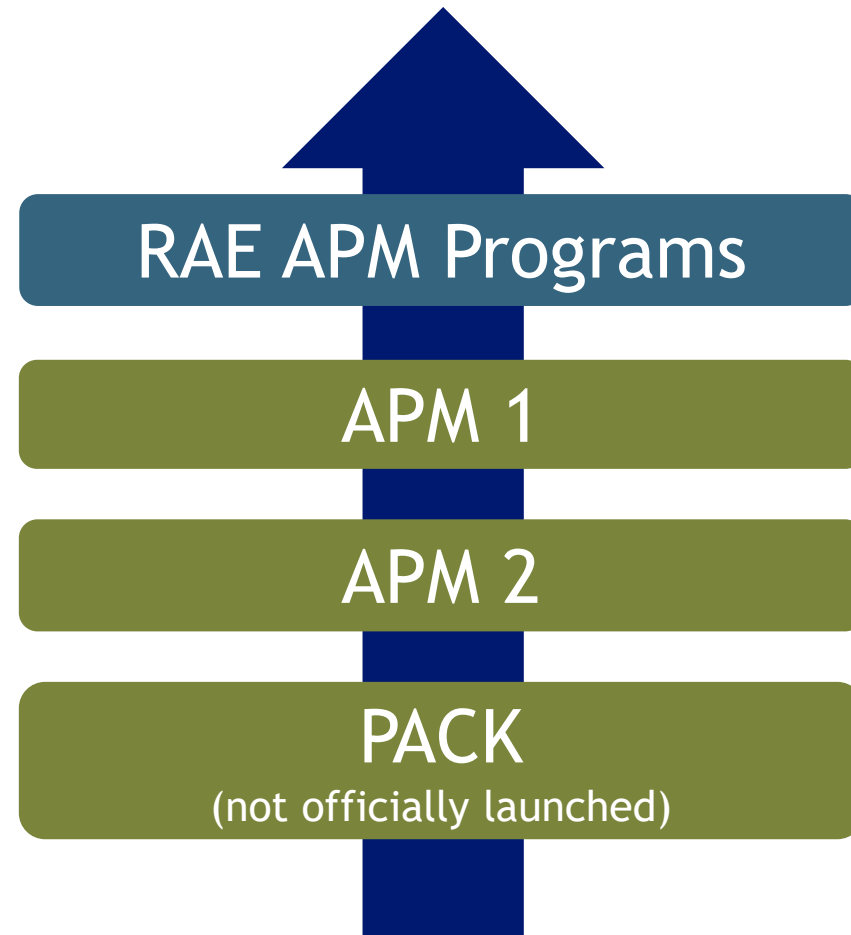 RAE APM Programs
APM 1
APM 2
PACK
(not officially launched)